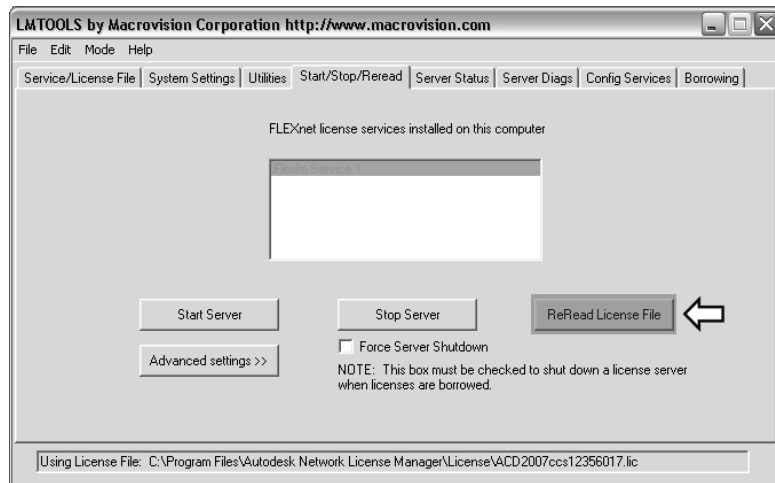 LMTOOLS by Macrovision Corporation http://www.macrovision.com
File Edit Mode Help
Service/License File System Settings Utilities Start/Stop/Reread Server Status Server Diags Config Services Borrowing
FLEXnet license services installed on this computer
Flexlm Service 1
Start Server Stop Server ReRead License File
Force Server Shutdown
Advanced settings >>
NOTE: This box must be checked to shut down a license server
when licenses are borrowed.
Using License File: C:\Program Files\Autodesk Network License Manager\License\ACD2007ccs12356017.lic